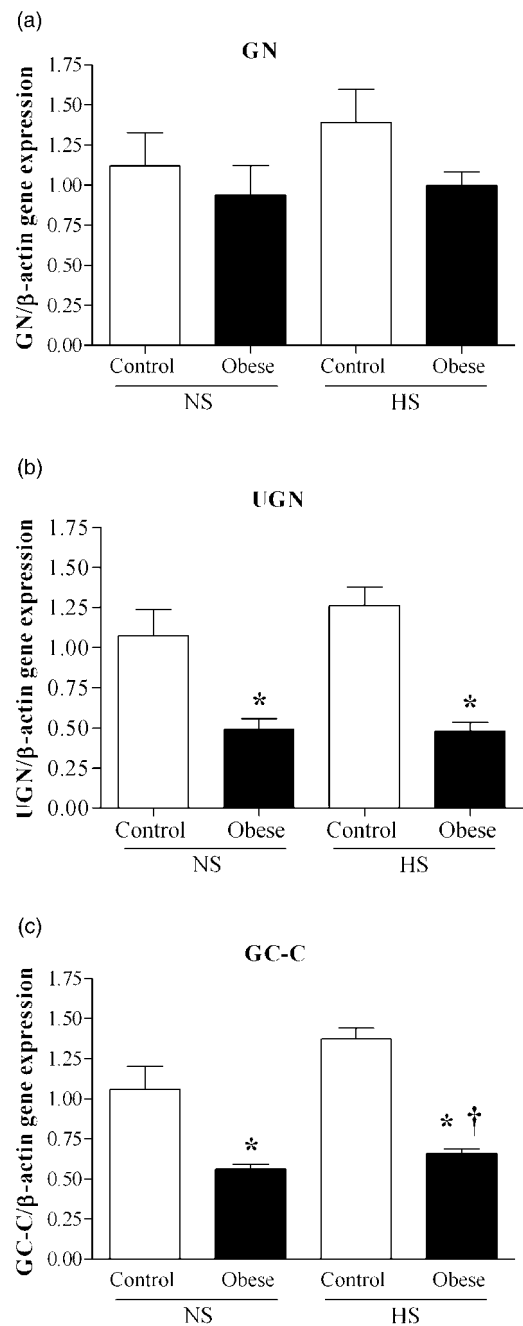 (a)
GN
GN/β-actin gene expression
1.75
1.50
1.25
1.00
0.75
0.50
0.25
0.00
Control Obese Control Obese
NS HS
(b)
UGN
UGN/β-actin gene expression
1.75
1.50
1.25
1.00
0.75
0.50
0.25
0.00
* *
Control Obese Control Obese
NS HS
(c)
GC-C
GC-C/β-actin gene expression
1.75
1.50
1.25
1.00
0.75
0.50
0.25
0.00
* * †
Control Obese Control Obese
NS HS